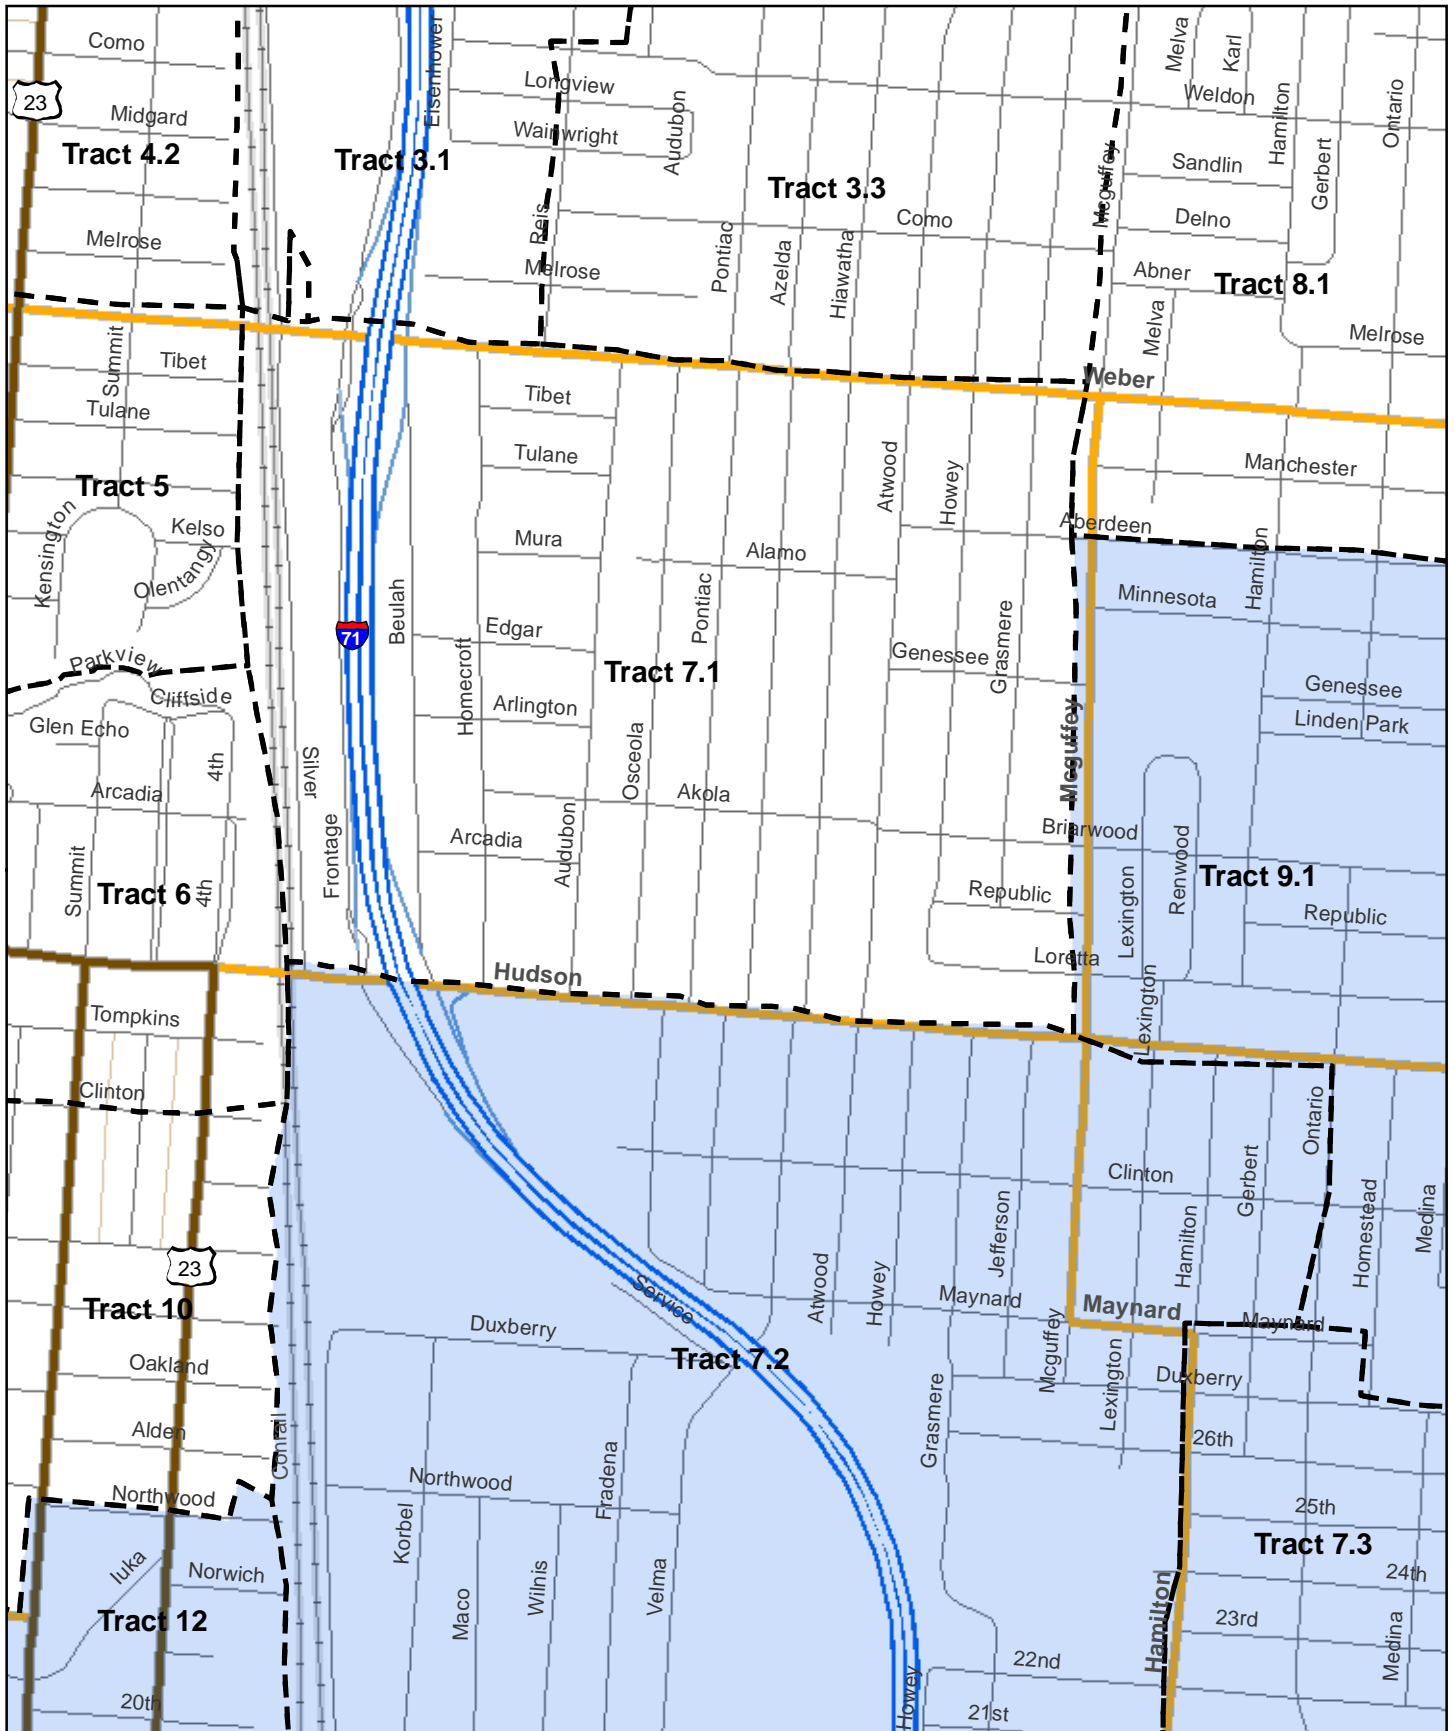 Como
Eisenhower
Melva
Karl
23
Longview
Weldon
Midgard
Wainwright
Audubon
Hamilton
Ontario
Tract 4.2
Tract 3.1
Tract 3.3
Mcguffey
Sandlin
Gerbert
Reis
Como
Delno
Melrose
Melrose
Pontiac
Azelda
Hiawatha
Abner
Tract 8.1
Melva
Melrose
Summit
Tibet
Weber
Tulane
Tibet
Tulane
Atwood
Howey
Manchester
Tract 5
Kensington
Kelso
Olentangy
Mura
Alamo
Aberdeen
Hamilton
71
Beulah
Pontiac
Grasmere
Minnesota
Edgar
Homecroft
Tract 7.1
Genessee
Genessee
Parkview
Cliffside
Arlington
Linden Park
Glen Echo
4th
Silver
Osceola
Mcguffey
Arcadia
Akola
Frontage
Arcadia
Audubon
Briarwood
Renwood
Summit
Tract 6
4th
Republic
Lexington
Tract 9.1
Republic
Hudson
Loretta
Lexington
Tompkins
Clinton
Ontario
Clinton
Gerbert
Jefferson
Hamilton
Homestead
Medina
23
Atwood
Howey
Tract 10
Service
Maynard
Maynard
Maynard
Duxberry
Mcguffey
Tract 7.2
Oakland
Lexington
Duxberry
Grasmere
Alden
Conrail
26th
Northwood
Northwood
Fradena
25th
Korbel
Tract 7.3
Iuka
Norwich
Wilnis
Velma
24th
Maco
Tract 12
Hamilton
23rd
Medina
22nd
20th
Howey
21st